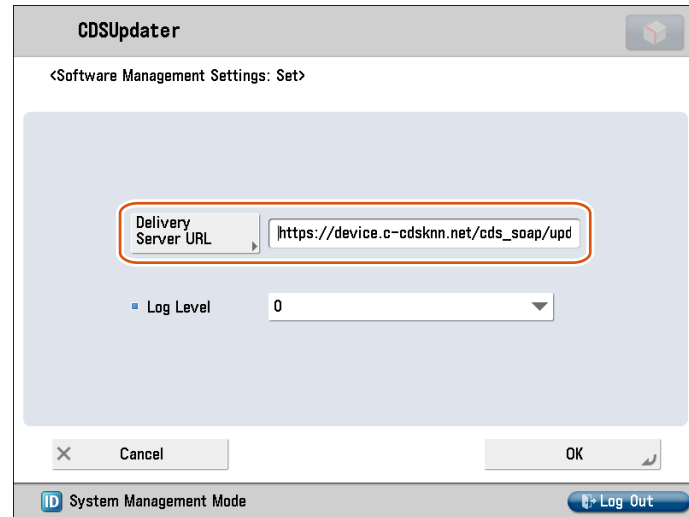 CDSUpdater
<Software Management Settings: Set>
Delivery
Server URL
https://device.c-cdsknn.net/cds_soap/upd
Log Level
0
Cancel
OK
ID System Management Mode
Log Out